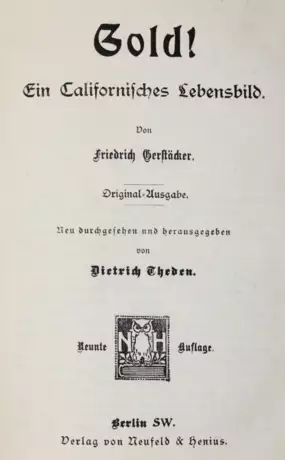 Gold!
Ein Californisches Lebensbild.
Von
Friedrich Gerstäcker.
Original-Ausgabe.
Neu durchgesehen und herausgegeben
von
Dietrich Theden.
Neunte N H Auflage.
Berlin SW.
Verlag von Neufeld & Henius.